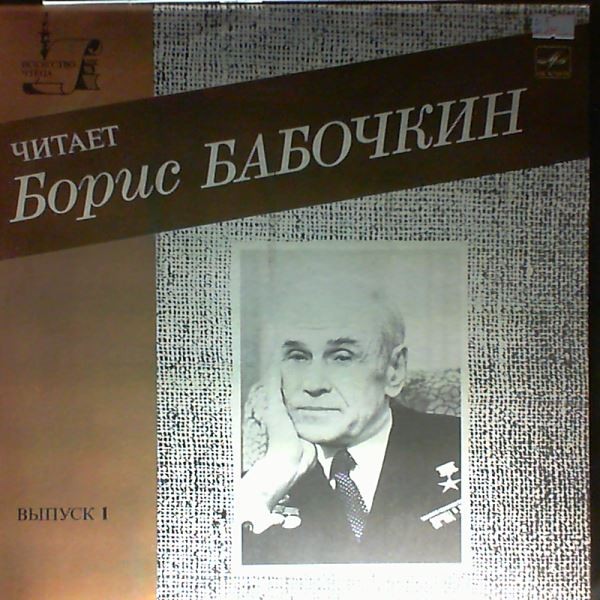 ИСКУССТВО
ЧТЕЦА
ЧИТАЕТ
Борис БАБОЧКИН
ВЫПУСК 1